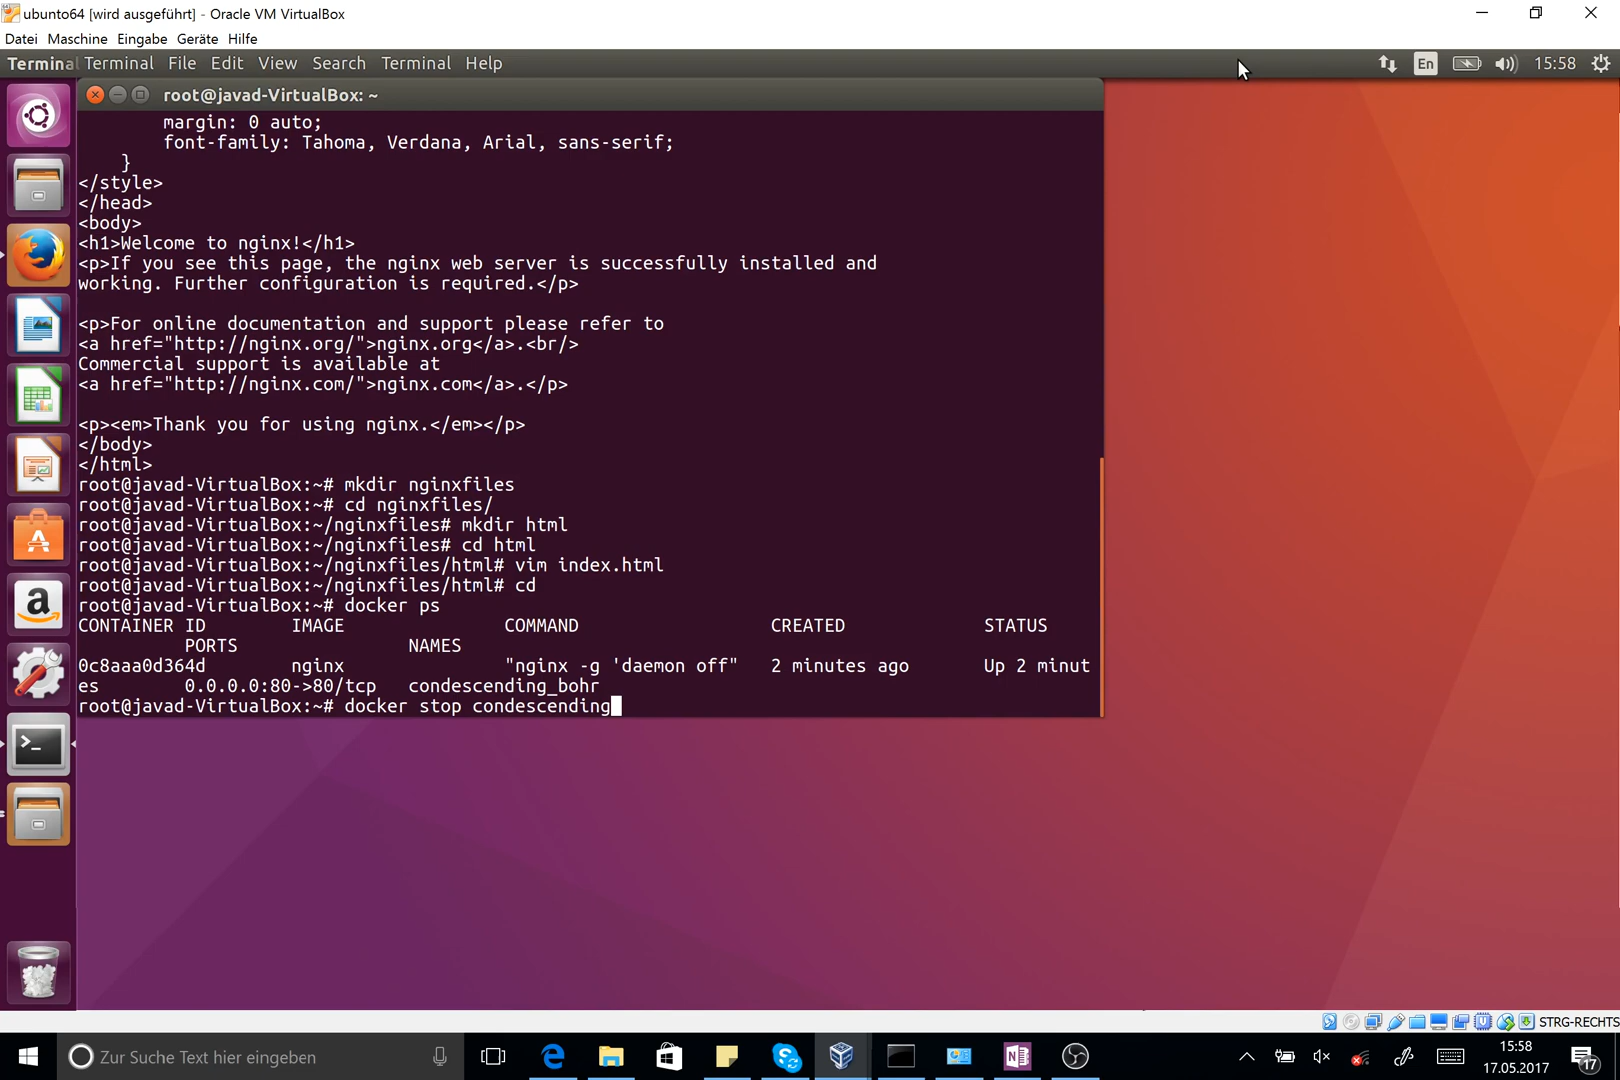 ubunto64 [wird ausgeführt] - Oracle VM VirtualBox
Datei Maschine Eingabe Geräte Hilfe
Terminal Terminal File Edit View Search Terminal Help En 15:58
root@javad-VirtualBox: ~
        margin: 0 auto;
        font-family: Tahoma, Verdana, Arial, sans-serif;
    }
</style>
</head>
<body>
<h1>Welcome to nginx!</h1>
<p>If you see this page, the nginx web server is successfully installed and
working. Further configuration is required.</p>
<p>For online documentation and support please refer to
<a href="http://nginx.org/">nginx.org</a>.<br/>
Commercial support is available at
<a href="http://nginx.com/">nginx.com</a>.</p>
<p><em>Thank you for using nginx.</em></p>
</body>
</html>
root@javad-VirtualBox:~# mkdir nginxfiles
root@javad-VirtualBox:~# cd nginxfiles/
root@javad-VirtualBox:~/nginxfiles# mkdir html
root@javad-VirtualBox:~/nginxfiles# cd html
root@javad-VirtualBox:~/nginxfiles/html# vim index.html
root@javad-VirtualBox:~/nginxfiles/html# cd
root@javad-VirtualBox:~# docker ps
CONTAINER ID        IMAGE               COMMAND                  CREATED             STATUS
          PORTS                NAMES
0c8aaa0d364d        nginx               "nginx -g 'daemon off"   2 minutes ago       Up 2 minut
es        0.0.0.0:80->80/tcp   condescending_bohr
root@javad-VirtualBox:~# docker stop condescending
STRG-RECHTS
Zur Suche Text hier eingeben
15:58
17.05.2017
17